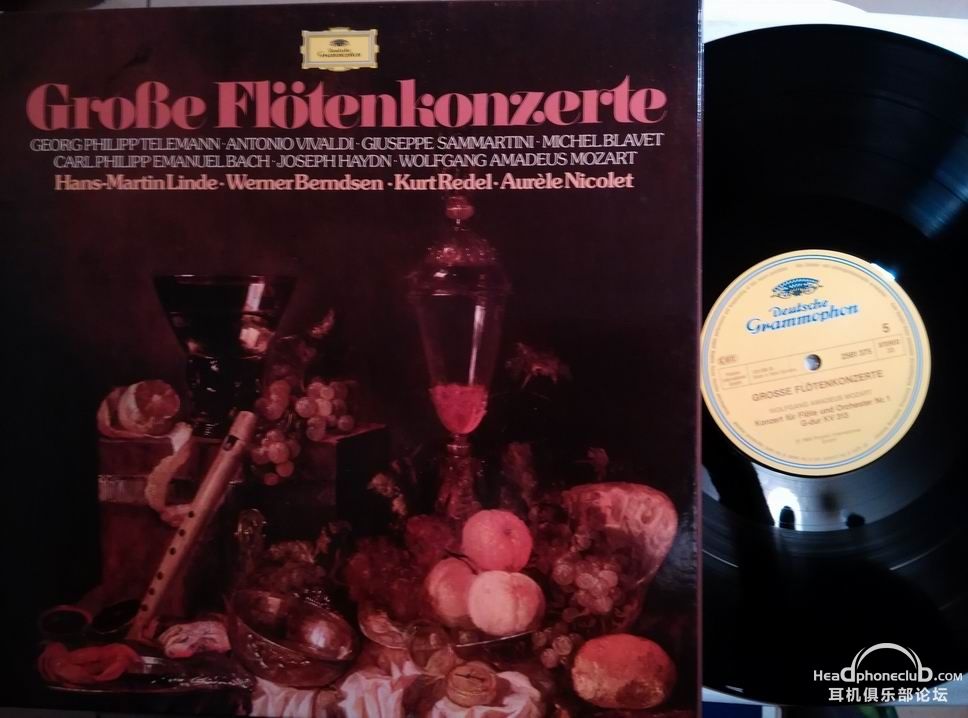 Deutsche
Grammophon
Große Flötenkonzerte
GEORG PHILIPP TELEMANN · ANTONIO VIVALDI · GIUSEPPE SAMMARTINI · MICHEL BLAVET
CARL PHILIPP EMANUEL BACH · JOSEPH HAYDN · WOLFGANG AMADEUS MOZART
Hans-Martin Linde · Werner Berndsen · Kurt Redel · Aurèle Nicolet
Deutsche
Grammophon
5
STEREO
33
GROSSE FLÖTENKONZERTE
WOLFGANG AMADEUS MOZART
Konzert für Flöte und Orchester Nr. 1
G-dur KV 313
HeadphoneclubD.com
耳机俱乐部论坛